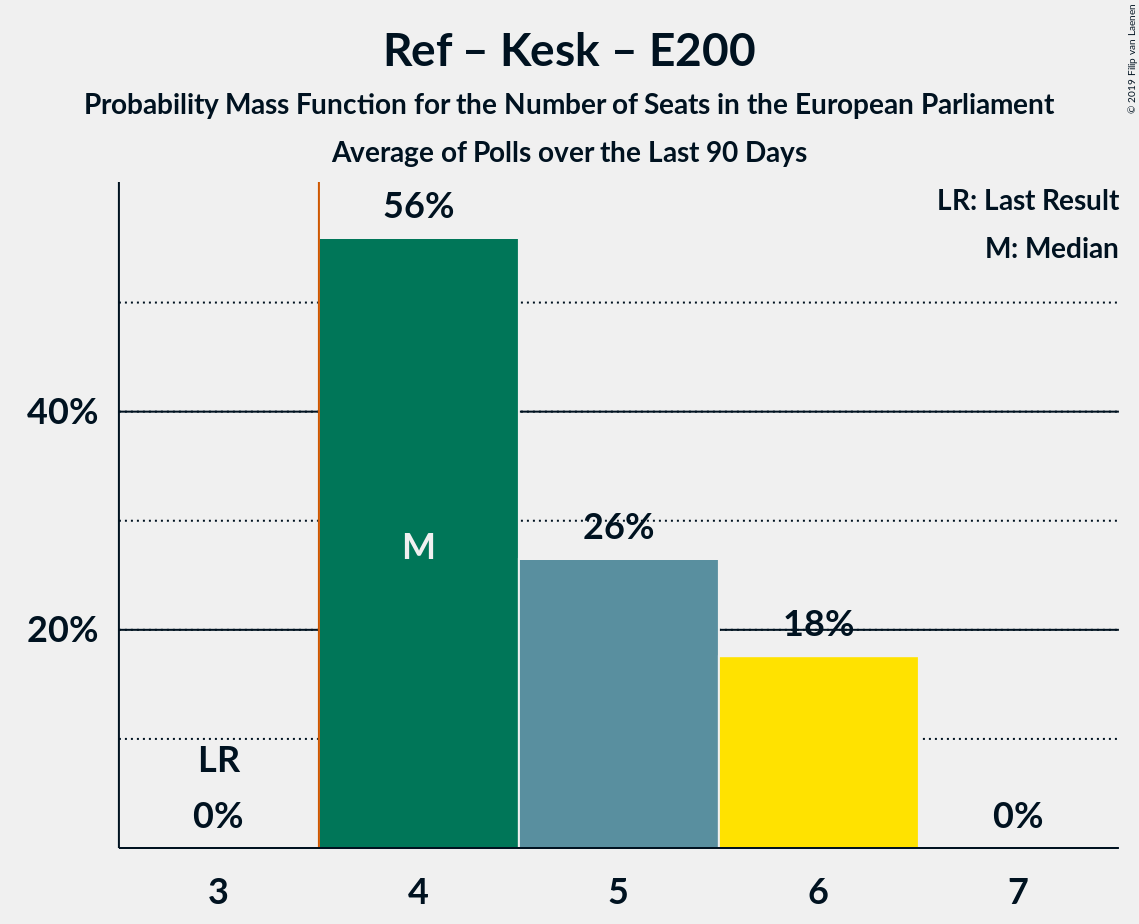 Ref – Kesk – E200
Probability Mass Function for the Number of Seats in the European Parliament
Average of Polls over the Last 90 Days
© 2019 Filip van Laenen
LR: Last Result
M: Median
56%
40%
M
26%
20%
18%
LR
0%
0%
3
4
5
6
7